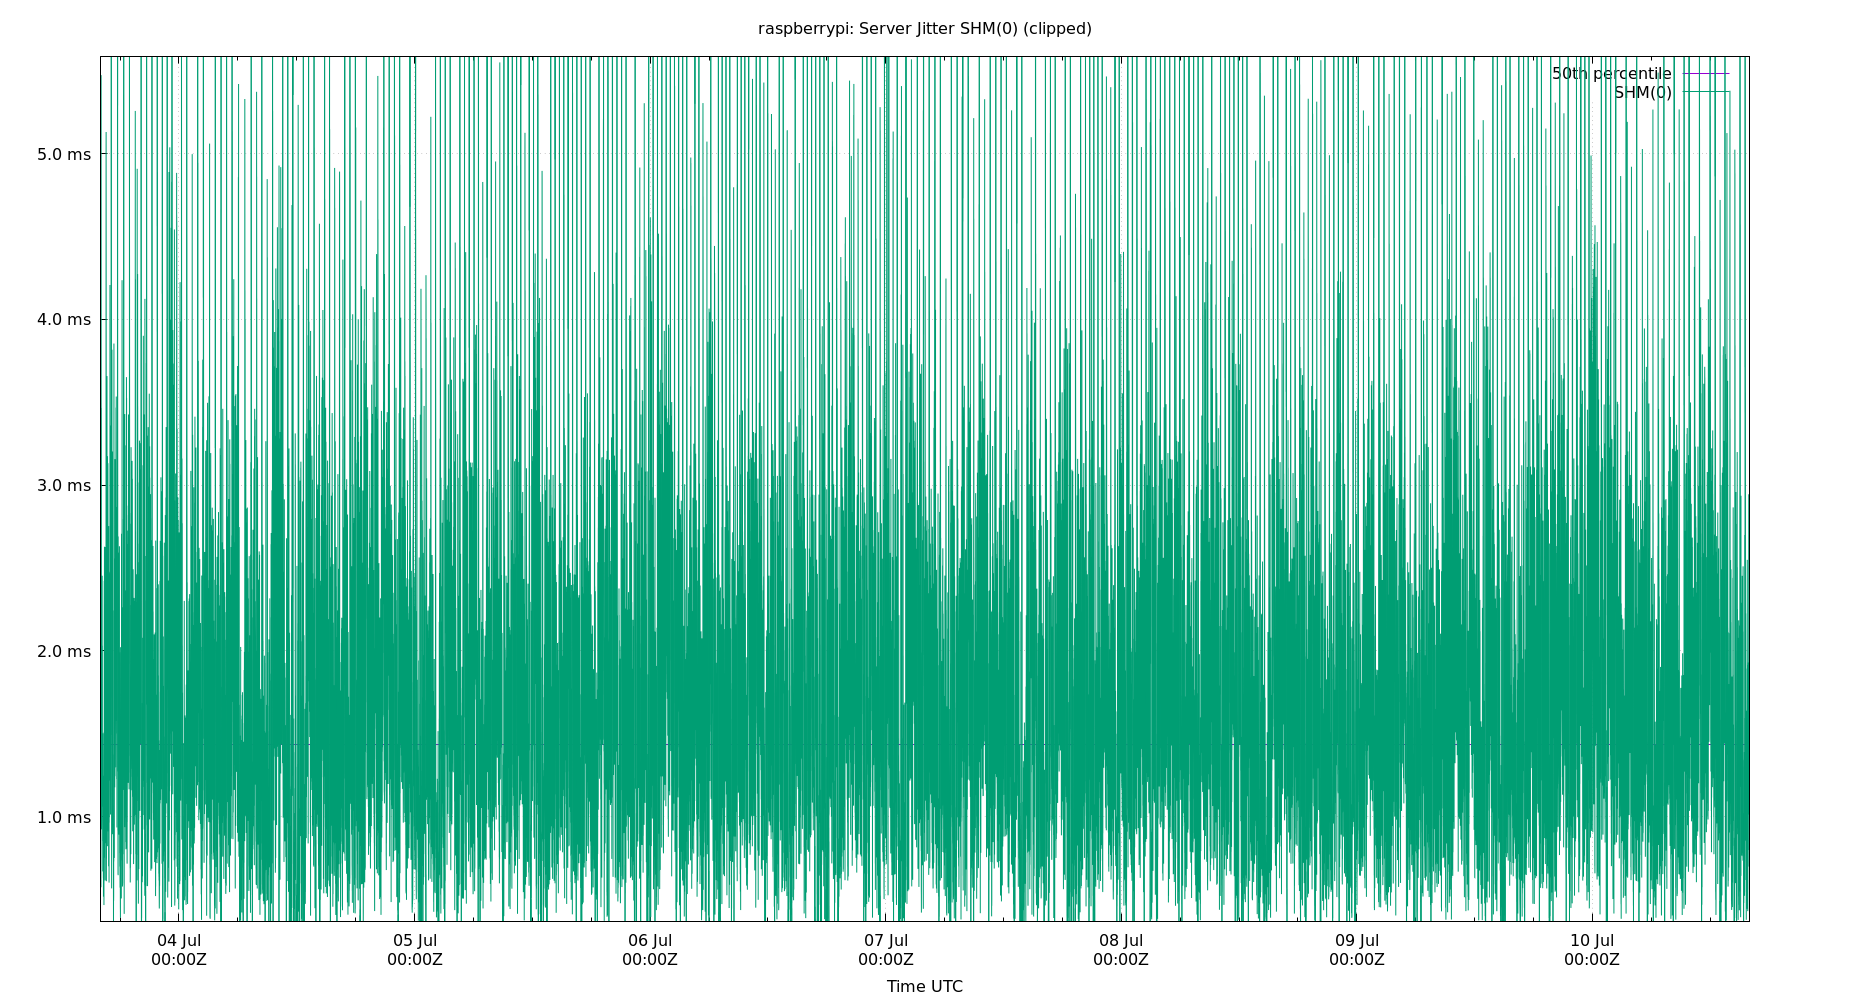 raspberrypi: Server Jitter SHM(0) (clipped)
50th percentile
SHM(0)
5.0 ms
4.0 ms
3.0 ms
2.0 ms
1.0 ms
04 Jul 05 Jul 06 Jul 07 Jul 08 Jul 09 Jul 10 Jul
00:00Z 00:00Z 00:00Z 00:00Z 00:00Z 00:00Z 00:00Z
Time UTC